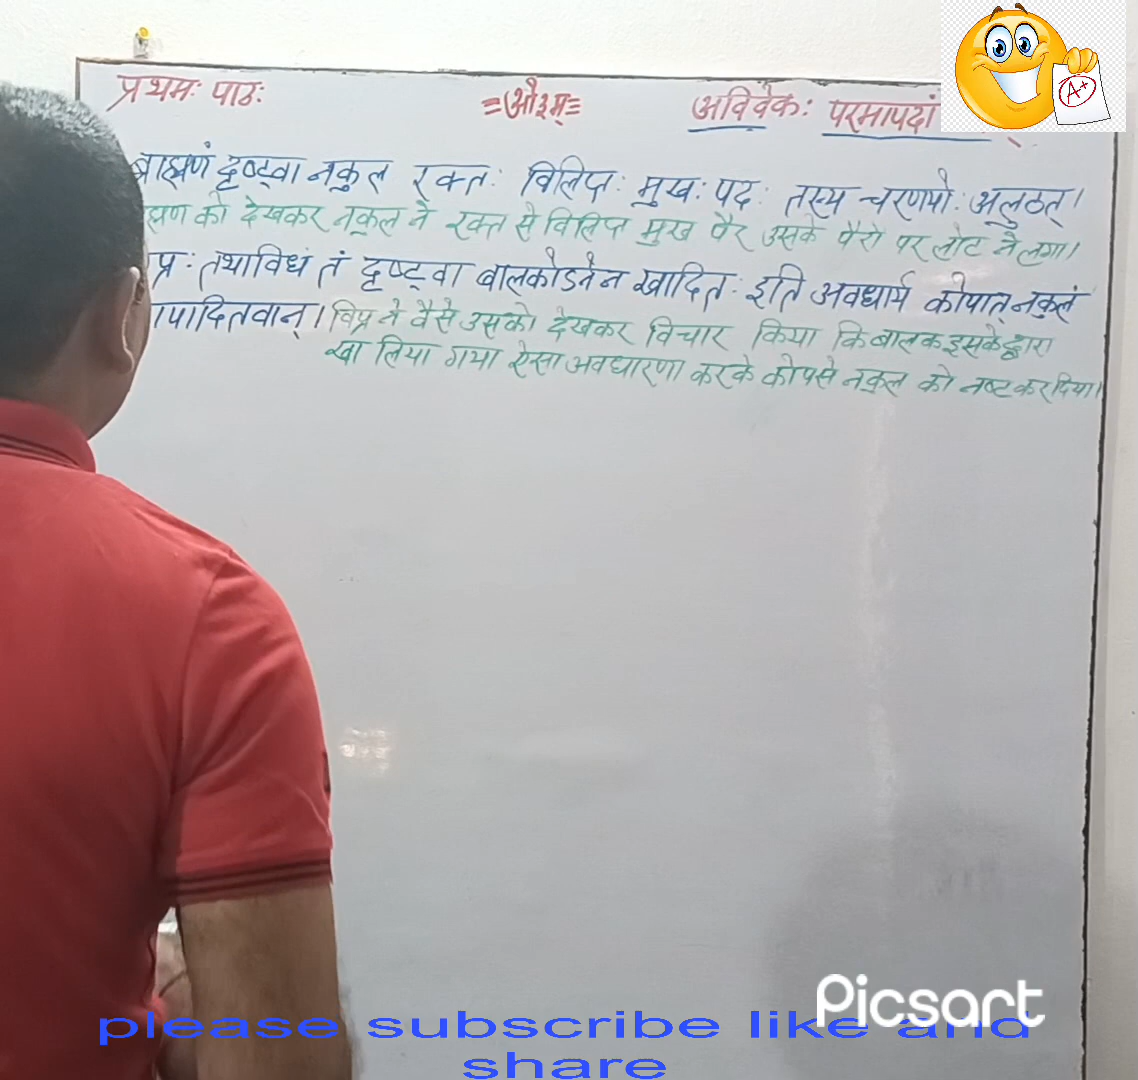 प्रथमः पाठः =ओ३म्= अविवेकः परमापदां
A+
ब्राह्मणं दृष्ट्वा नकुल रक्तः विलिप्तः मुखः पदः तस्य चरणयोः अलुठत्।
ह्मण को देखकर नकुल ने रक्त से विलिप्त मुख पैर उसके पैरो पर लोट ने लगा।
प्रः तथाविधं तं दृष्ट्वा बालकोऽनेन खादितः इति अवधार्य कोपात् नकुलं
पादितवान्। विप्र ने वैसे उसको देखकर विचार किया कि बालक इसके द्वारा
खा लिया गया ऐसा अवधारणा करके कोपसे नकुल को नष्ट कर दिया।
Picsart
please subscribe like and
share